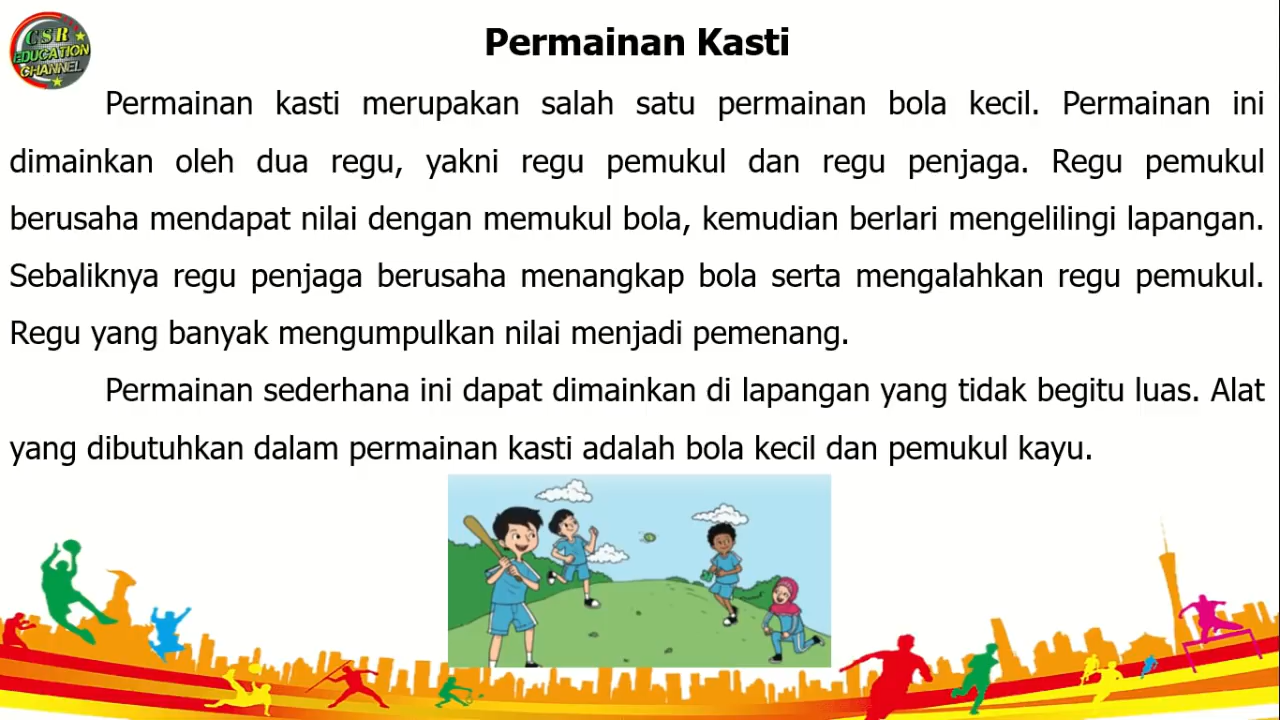 GSR
EDUCATION
CHANNEL
Permainan Kasti
Permainan kasti merupakan salah satu permainan bola kecil. Permainan ini
dimainkan oleh dua regu, yakni regu pemukul dan regu penjaga. Regu pemukul
berusaha mendapat nilai dengan memukul bola, kemudian berlari mengelilingi lapangan.
Sebaliknya regu penjaga berusaha menangkap bola serta mengalahkan regu pemukul.
Regu yang banyak mengumpulkan nilai menjadi pemenang.
Permainan sederhana ini dapat dimainkan di lapangan yang tidak begitu luas. Alat
yang dibutuhkan dalam permainan kasti adalah bola kecil dan pemukul kayu.